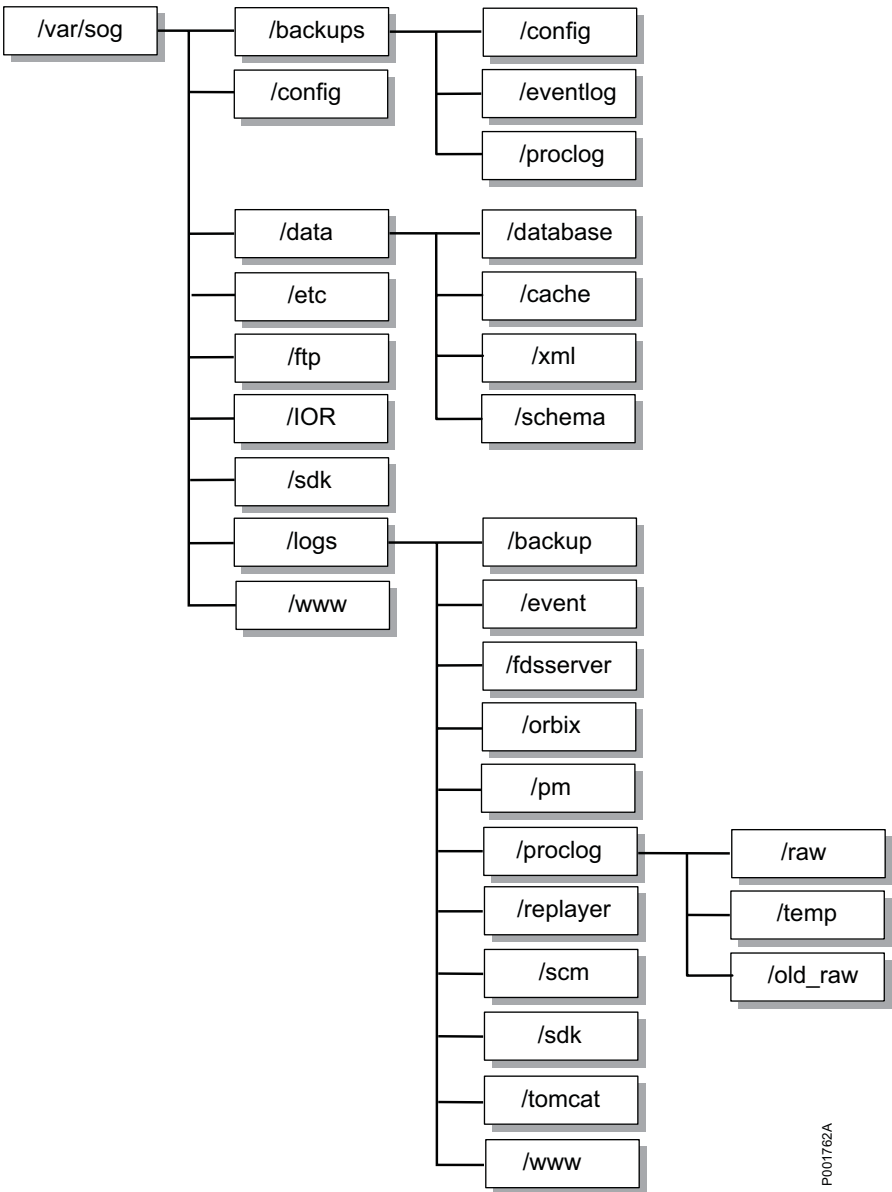 /var/sog
/backups
/config
/config
/eventlog
/proclog
/data
/database
/etc
/cache
/ftp
/xml
/IOR
/schema
/sdk
/logs
/backup
/www
/event
/fdsserver
/orbix
/pm
/proclog
/raw
/replayer
/temp
/scm
/old_raw
/sdk
/tomcat
/www
P001762A